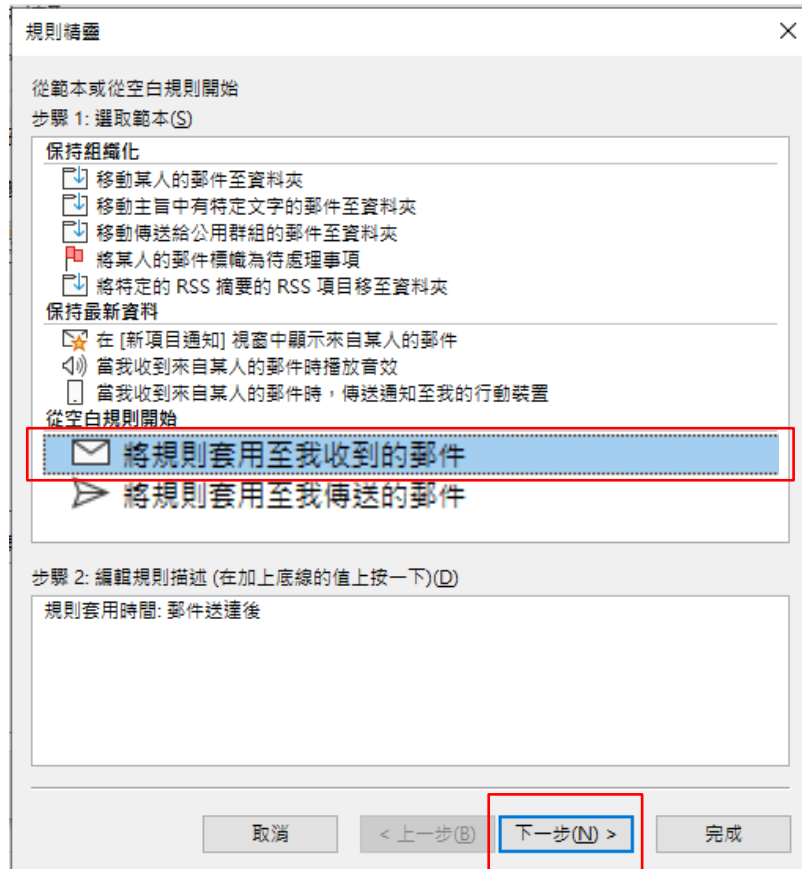 規則精靈
從範本或從空白規則開始
步驟 1: 選取範本(S)
保持組織化
移動某人的郵件至資料夾
移動主旨中有特定文字的郵件至資料夾
移動傳送給公用群組的郵件至資料夾
將某人的郵件標幟為待處理事項
將特定的 RSS 摘要的 RSS 項目移至資料夾
保持最新資料
在 [新項目通知] 視窗中顯示來自某人的郵件
當我收到來自某人的郵件時播放音效
當我收到來自某人的郵件時，傳送通知至我的行動裝置
從空白規則開始
將規則套用至我收到的郵件
將規則套用至我傳送的郵件
步驟 2: 編輯規則描述 (在加上底線的值上按一下)(D)
規則套用時間: 郵件送達後
取消 < 上一步(B) 下一步(N) > 完成